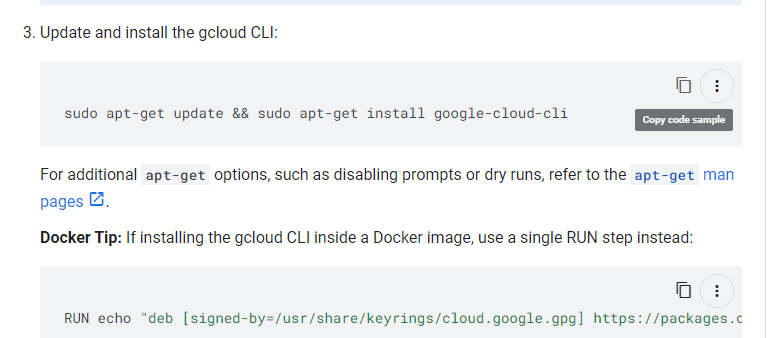 3. Update and install the gcloud CLI:
sudo apt-get update && sudo apt-get install google-cloud-cli
Copy code sample
For additional apt-get options, such as disabling prompts or dry runs, refer to the apt-get man
pages.
Docker Tip: If installing the gcloud CLI inside a Docker image, use a single RUN step instead:
RUN echo "deb [signed-by=/usr/share/keyrings/cloud.google.gpg] https://packages.c